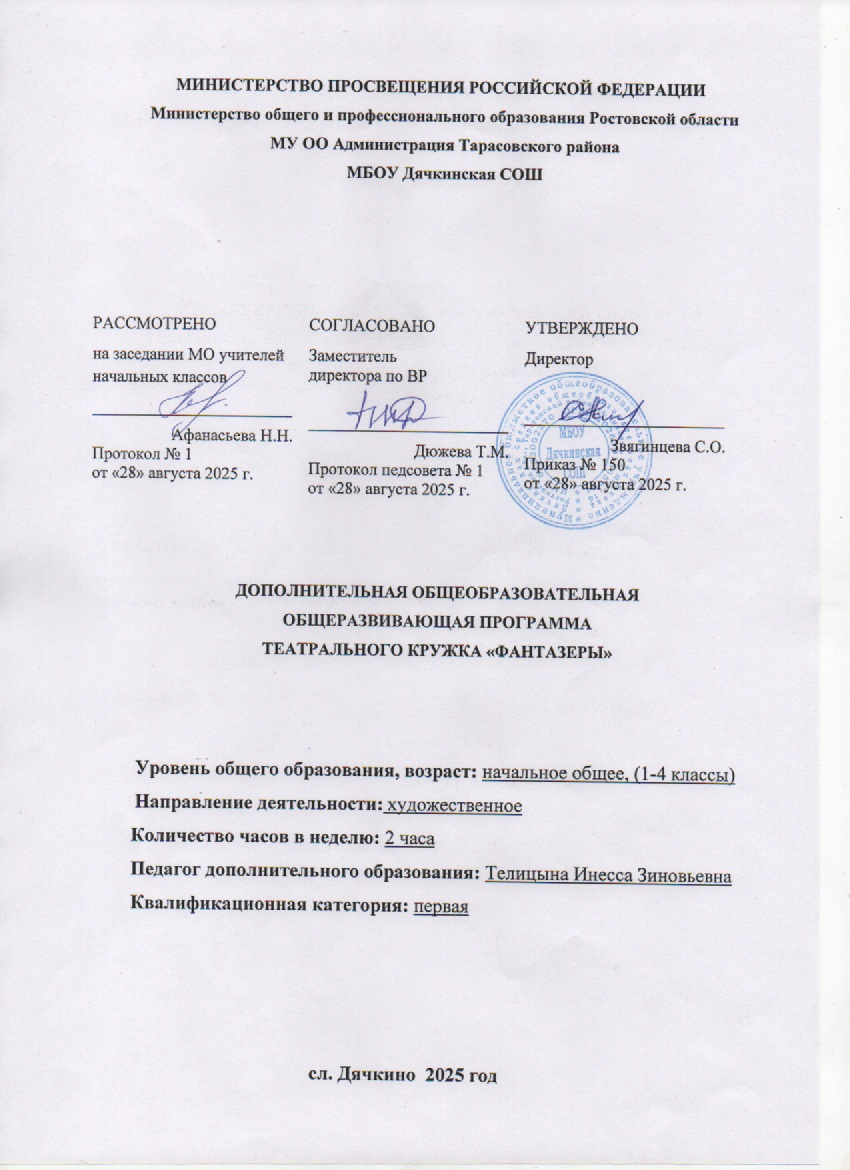 МИНИСТЕРСТВО ПРОСВЕЩЕНИЯ РОССИЙСКОЙ ФЕДЕРАЦИИ
Министерство общего и профессионального образования Ростовской области
МУ ОО Администрация Тарасовского района
МБОУ Дячкинская СОШ
РАССМОТРЕНО
на заседании МО учителей
начальных классов
Афанасьева Н.Н.
Протокол № 1
от «28» августа 2025 г.
СОГЛАСОВАНО
Заместитель
директора по ВР
Дюжева Т.М.
Протокол педсовета № 1
от «28» августа 2025 г.
УТВЕРЖДЕНО
Директор
Звягинцева С.О.
Приказ № 150
от «28» августа 2025 г.
МБОУ
Дячкинская
СОШ
ДОПОЛНИТЕЛЬНАЯ ОБЩЕОБРАЗОВАТЕЛЬНАЯ
ОБЩЕРАЗВИВАЮЩАЯ ПРОГРАММА
ТЕАТРАЛЬНОГО КРУЖКА «ФАНТАЗЕРЫ»
Уровень общего образования, возраст: начальное общее, (1-4 классы)
Направление деятельности: художественное
Количество часов в неделю: 2 часа
Педагог дополнительного образования: Телицына Инесса Зиновьевна
Квалификационная категория: первая
сл. Дячкино 2025 год